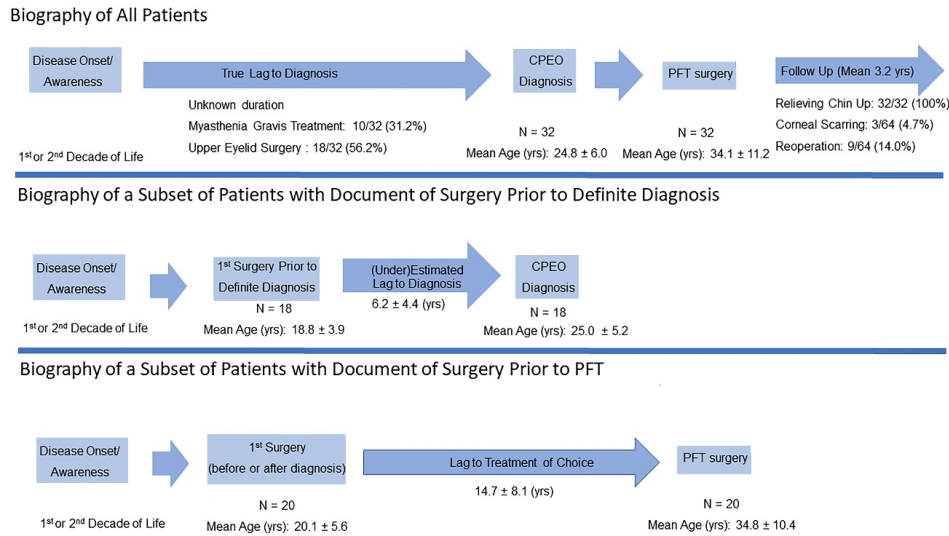 Biography of All Patients
Disease Onset/
Awareness
True Lag to Diagnosis
CPEO
Diagnosis
PFT surgery
Follow Up (Mean 3.2 yrs)
Unknown duration
Myasthenia Gravis Treatment: 10/32 (31.2%)
Upper Eyelid Surgery : 18/32 (56.2%)
1st or 2nd Decade of Life
N = 32
Mean Age (yrs): 24.8 ± 6.0
N = 32
Mean Age (yrs): 34.1 ± 11.2
Relieving Chin Up: 32/32 (100%)
Corneal Scarring: 3/64 (4.7%)
Reoperation: 9/64 (14.0%)
Biography of a Subset of Patients with Document of Surgery Prior to Definite Diagnosis
Disease Onset/
Awareness
1st Surgery Prior to
Definite Diagnosis
(Under)Estimated
Lag to Diagnosis
CPEO
Diagnosis
1st or 2nd Decade of Life
N = 18
Mean Age (yrs): 18.8 ± 3.9
6.2 ± 4.4 (yrs)
N = 18
Mean Age (yrs): 25.0 ± 5.2
Biography of a Subset of Patients with Document of Surgery Prior to PFT
Disease Onset/
Awareness
1st Surgery
(before or after diagnosis)
Lag to Treatment of Choice
PFT surgery
1st or 2nd Decade of Life
N = 20
Mean Age (yrs): 20.1 ± 5.6
14.7 ± 8.1 (yrs)
N = 20
Mean Age (yrs): 34.8 ± 10.4